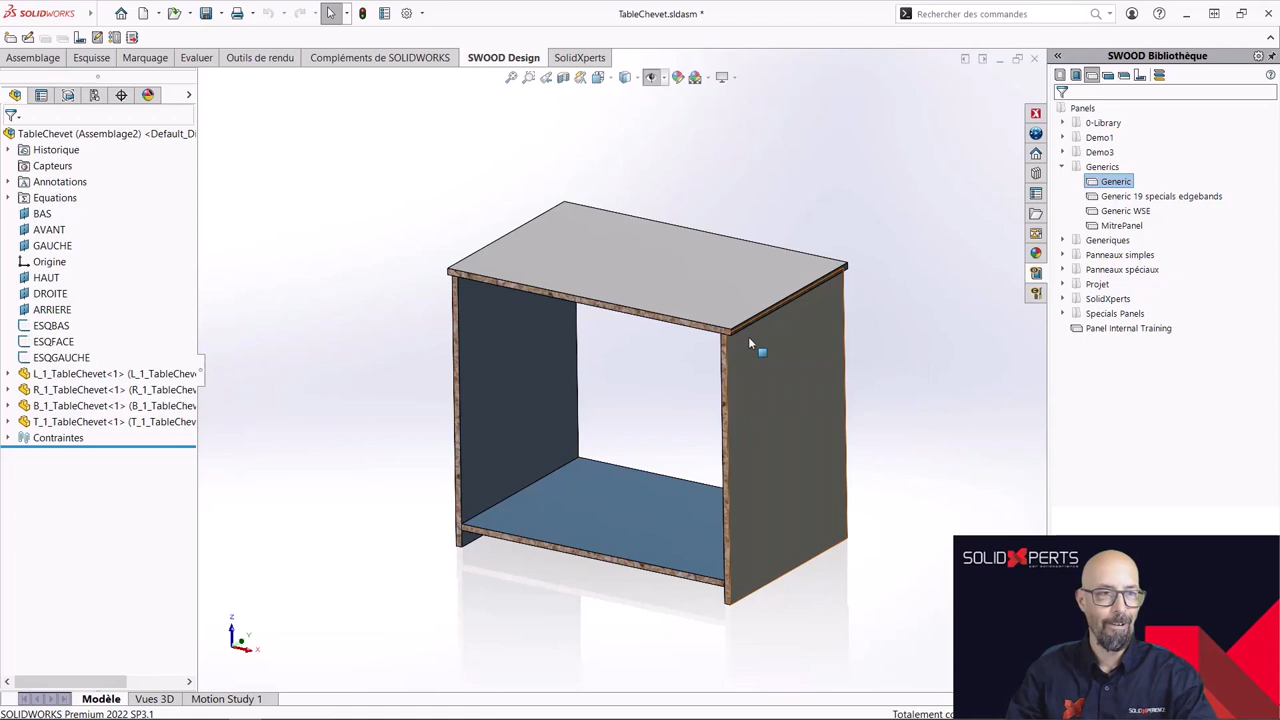 SOLIDWORKS
TableChevet.sldasm *
Rechercher des commandes
Assemblage
Esquisse
Marquage
Evaluer
Outils de rendu
Compléments de SOLIDWORKS
SWOOD Design
SolidXperts
SWOOD Bibliothèque
TableChevet (Assemblage2) <Default_Di
Historique
Capteurs
Annotations
Equations
BAS
AVANT
GAUCHE
Origine
HAUT
DROITE
ARRIERE
ESQBAS
ESQFACE
ESQGAUCHE
L_1_TableChevet<1> (L_1_TableChev
R_1_TableChevet<1> (R_1_TableChev
B_1_TableChevet<1> (B_1_TableChev
T_1_TableChevet<1> (T_1_TableChev
Contraintes
Panels
0-Library
Demo1
Demo3
Generics
Generic
Generic 19 specials edgebands
Generic WSE
MitrePanel
Generiques
Panneaux simples
Panneaux spéciaux
Projet
SolidXperts
Specials Panels
Panel Internal Training
Z
Y
X
SOLIDXPERTS
par solidxperience
SOLIDXPERIENCE
Modèle
Vues 3D
Motion Study 1
SOLIDWORKS Premium 2022 SP3.1
Totalement co